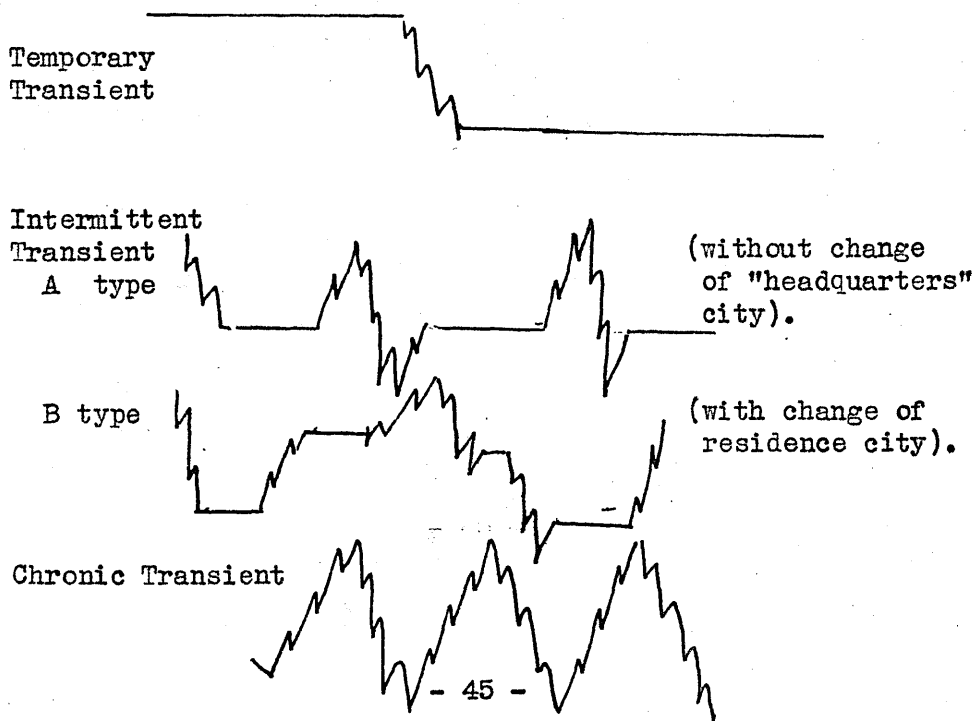 Temporary
Transient
Intermittent
Transient
A type
(without change
of "headquarters"
city).
B type
(with change of
residence city).
Chronic Transient
- 45 -